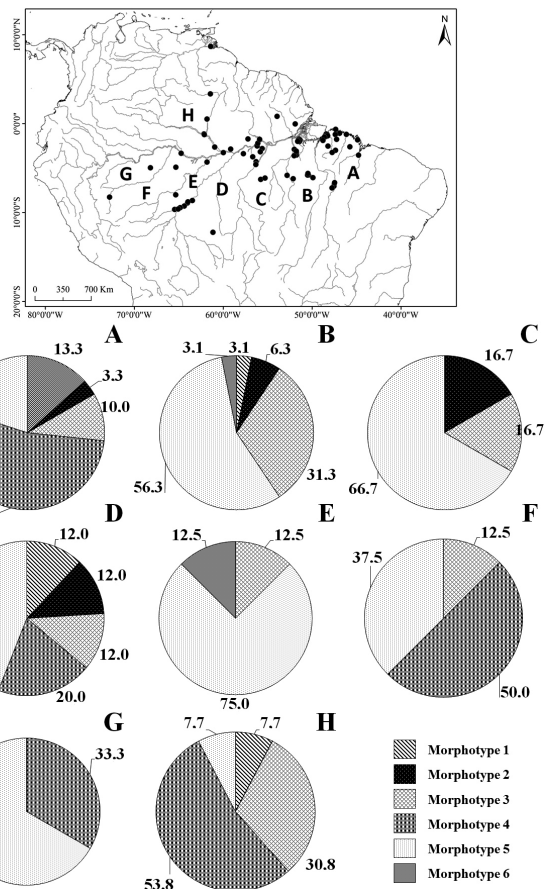 10°0'0"N
N
0°0'0"
H
G
F
E
D
C
B
A
10°0'0"S
20°0'0"S
0 350 700 Km
80°0'0"W 70°0'0"W 60°0'0"W 50°0'0"W 40°0'0"W
A B C
13.3
3.3
10.0
3.1 3.1 6.3
31.3
56.3
16.7
16.7
66.7
D E F
12.0
12.0
12.0
20.0
12.5 12.5
75.0
12.5
37.5
50.0
G H
33.3
7.7 7.7
30.8
53.8
Morphotype 1
Morphotype 2
Morphotype 3
Morphotype 4
Morphotype 5
Morphotype 6